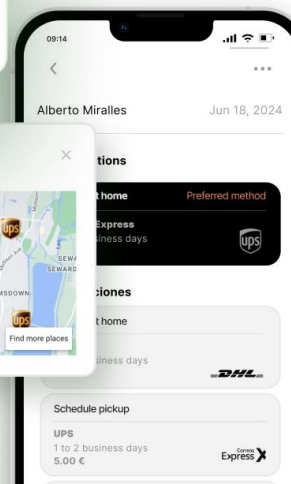 09:14
Alberto Miralles
Jun 18, 2024
tions
t home
Preferred method
Express
siness days
ups
ups
SEWA
SEWARD
MSDOWN
ups
Find more places
ciones
t home
siness days
DHL
Schedule pickup
UPS
1 to 2 business days
5.00 €
Correos
Express